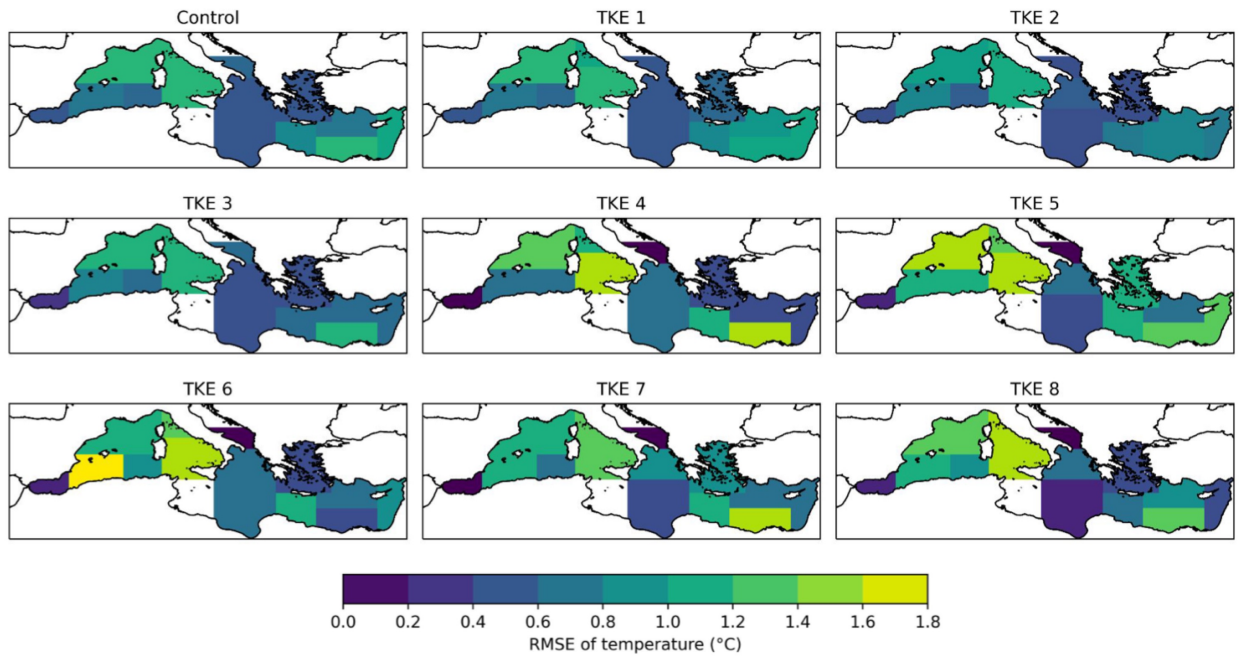 Control TKE 1 TKE 2
TKE 3 TKE 4 TKE 5
TKE 6 TKE 7 TKE 8
0.0 0.2 0.4 0.6 0.8 1.0 1.2 1.4 1.6 1.8
RMSE of temperature (°C)